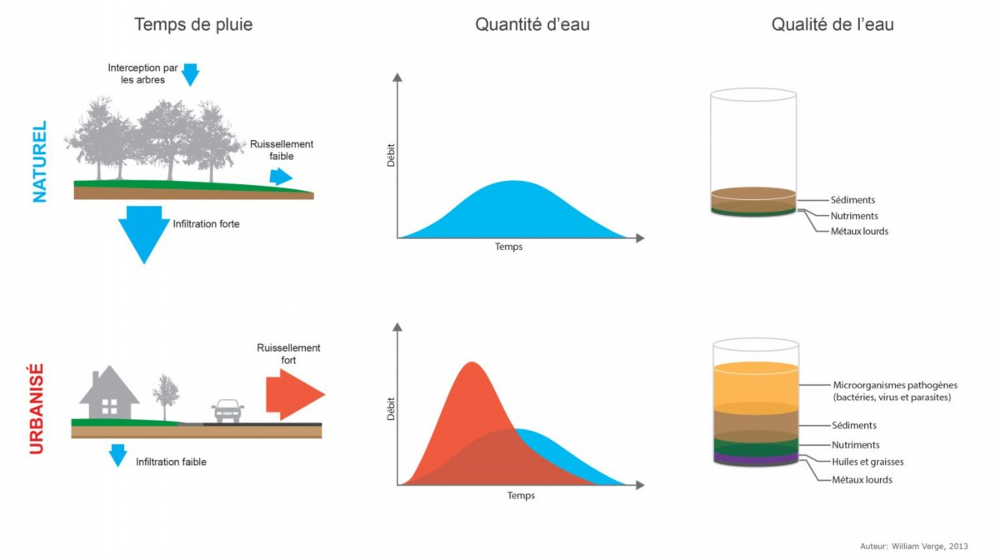 Temps de pluie
Quantité d'eau
Qualité de l'eau
NATUREL
Interception par
les arbres
Ruissellement
faible
Infiltration forte
Débit
Temps
Sédiments
Nutriments
Métaux lourds
URBANISÉ
Ruissellement
fort
Infiltration faible
Débit
Temps
Microorganismes pathogènes
(bactéries, virus et parasites)
Sédiments
Nutriments
Huiles et graisses
Métaux lourds
Auteur: William Verge, 2013